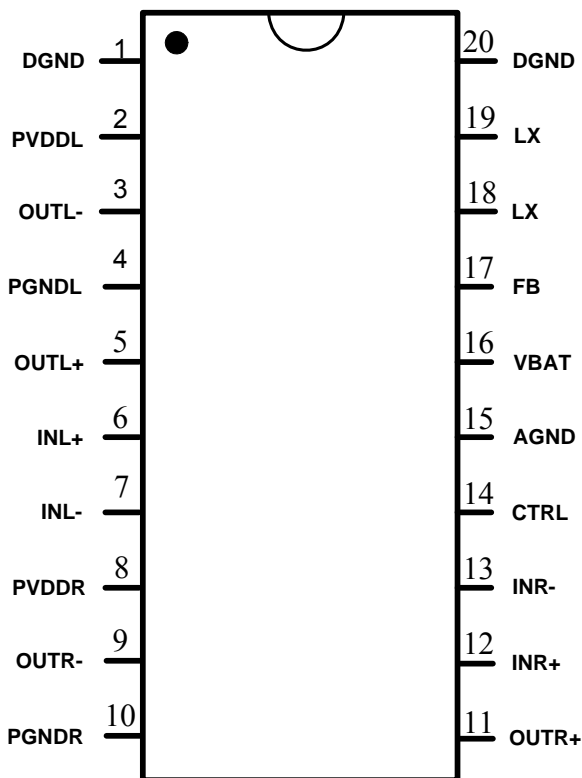 DGND 1 20 DGND
PVDDL 2 19 LX
OUTL- 3 18 LX
PGNDL 4 17 FB
OUTL+ 5 16 VBAT
INL+ 6 15 AGND
INL- 7 14 CTRL
PVDDR 8 13 INR-
OUTR- 9 12 INR+
PGNDR 10 11 OUTR+